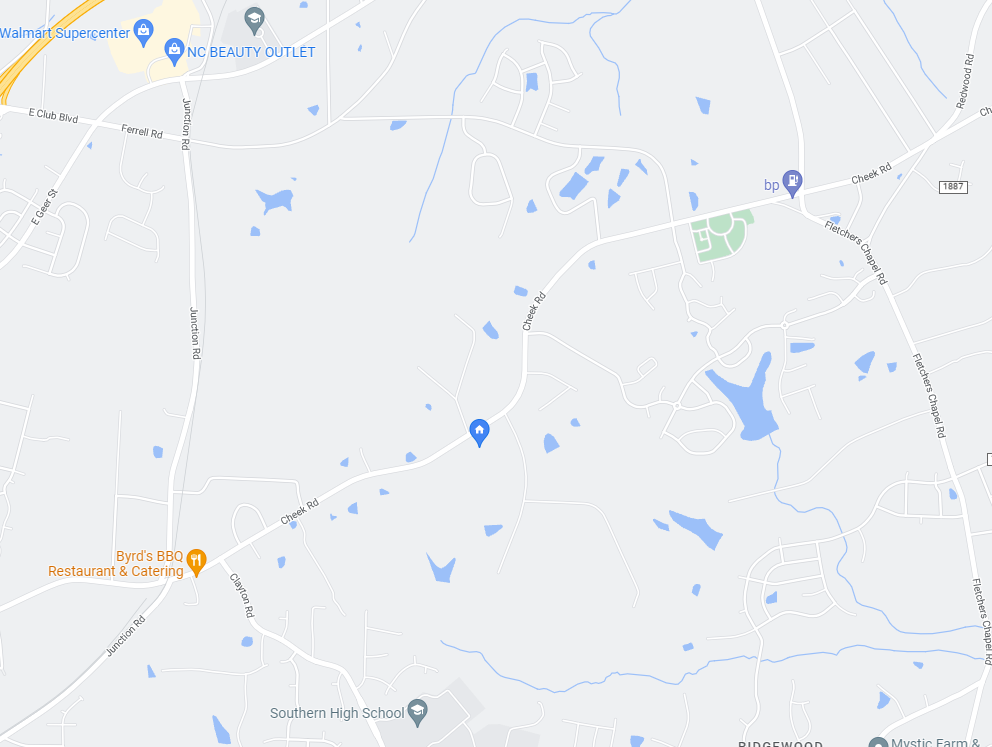 Walmart Supercenter
NC BEAUTY OUTLET
Redwood Rd
E Club Blvd
Junction Rd
Ferrell Rd
Ch
Cheek Rd
bp
1887
E Geer St
Fletchers Chapel Rd
Cheek Rd
Junction Rd
Fletchers Chapel Rd
Cheek Rd
Byrd's BBQ
Restaurant & Catering
Clayton Rd
Fletchers Chapel Rd
Junction Rd
Southern High School
RIDGEWOOD
Mystic Farm &